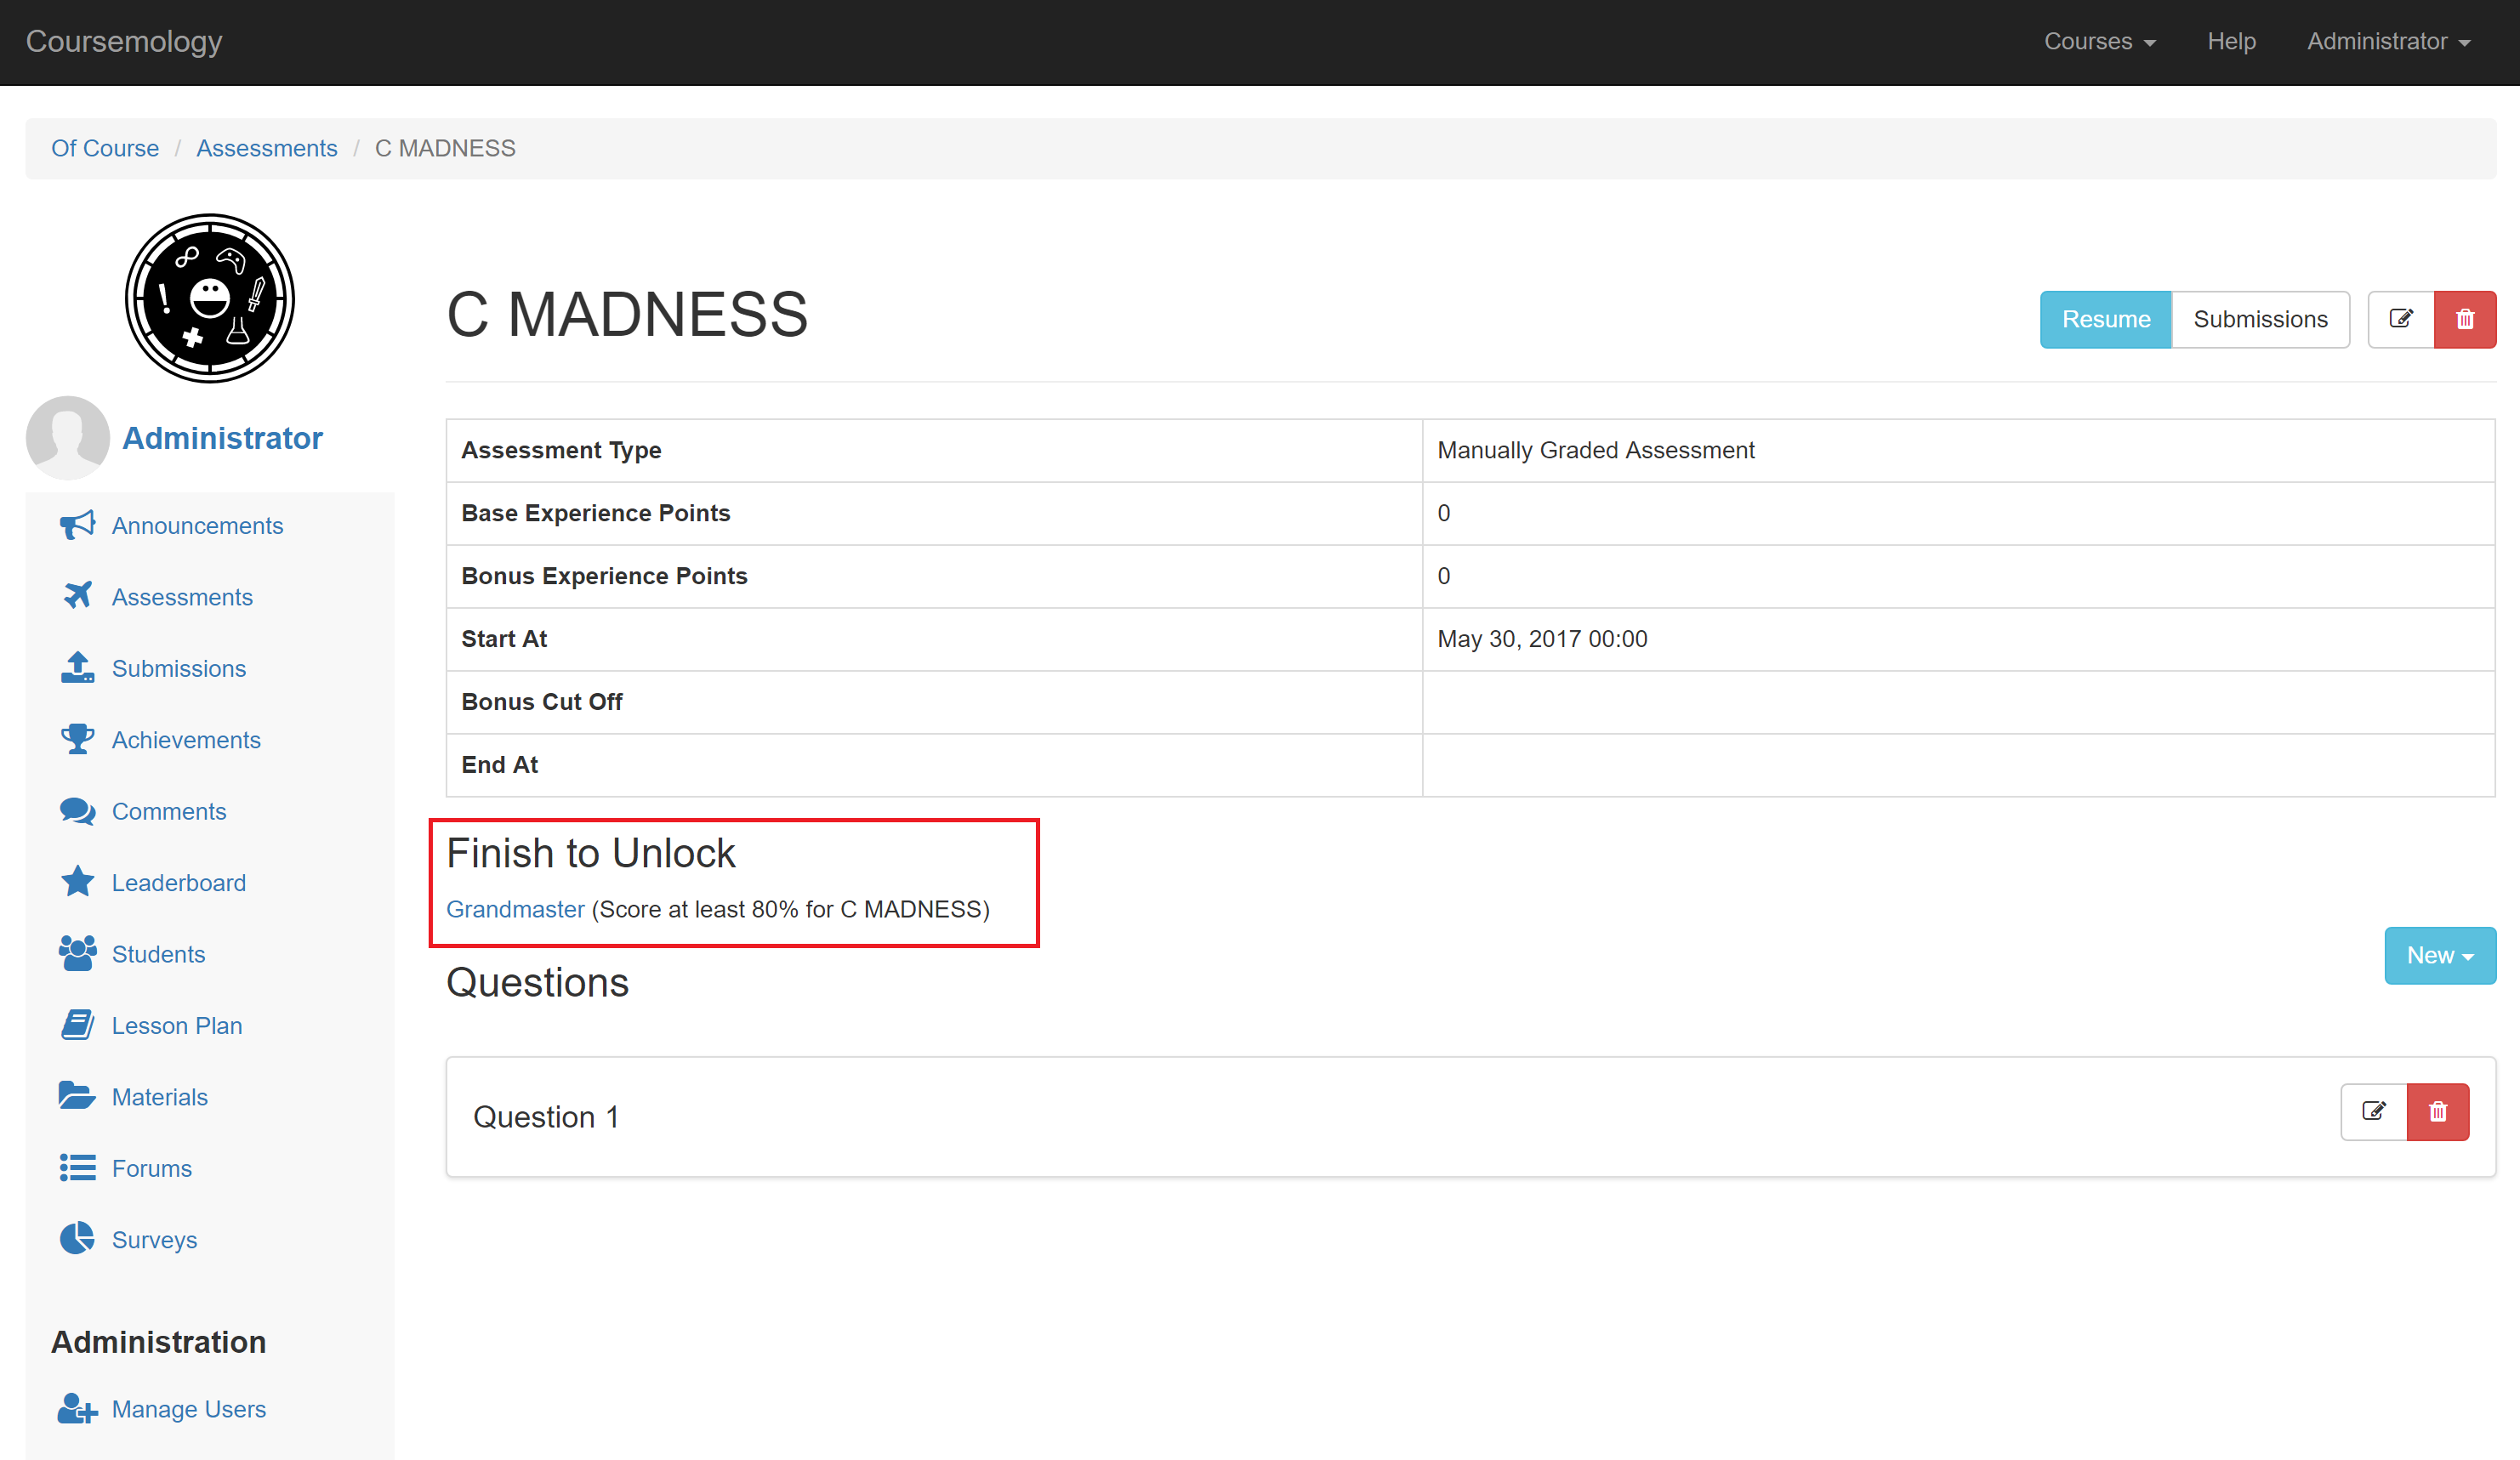 Coursemology
Courses
Help
Administrator
Of Course / Assessments / C MADNESS
Administrator
Announcements
Assessments
Submissions
Achievements
Comments
Leaderboard
Students
Lesson Plan
Materials
Forums
Surveys
Administration
Manage Users
C MADNESS
Resume
Submissions
Assessment Type Manually Graded Assessment
Base Experience Points 0
Bonus Experience Points 0
Start At May 30, 2017 00:00
Bonus Cut Off
End At
Finish to Unlock
Grandmaster (Score at least 80% for C MADNESS)
Questions
New
Question 1